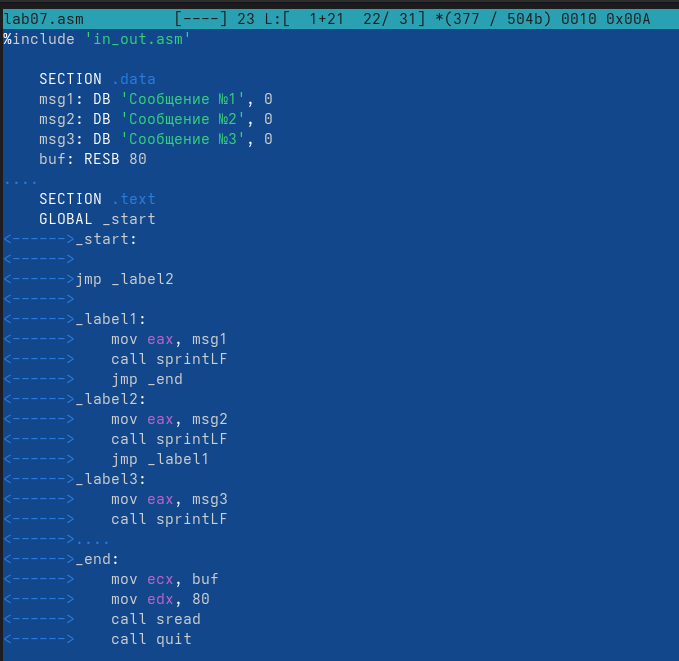 lab07.asm          [----] 23 L:[  1+21  22/ 31] *(377 / 504b) 0010 0x00A
%include 'in_out.asm'
    SECTION .data
    msg1: DB 'Сообщение №1', 0
    msg2: DB 'Сообщение №2', 0
    msg3: DB 'Сообщение №3', 0
    buf: RESB 80
....
    SECTION .text
    GLOBAL _start
<------>_start:
<------>
<------>jmp _label2
<------>
<------>_label1:
<------>    mov eax, msg1
<------>    call sprintLF
<------>    jmp _end
<------>_label2:
<------>    mov eax, msg2
<------>    call sprintLF
<------>    jmp _label1
<------>_label3:
<------>    mov eax, msg3
<------>    call sprintLF
<------>....
<------>_end:
<------>    mov ecx, buf
<------>    mov edx, 80
<------>    call sread
<------>    call quit